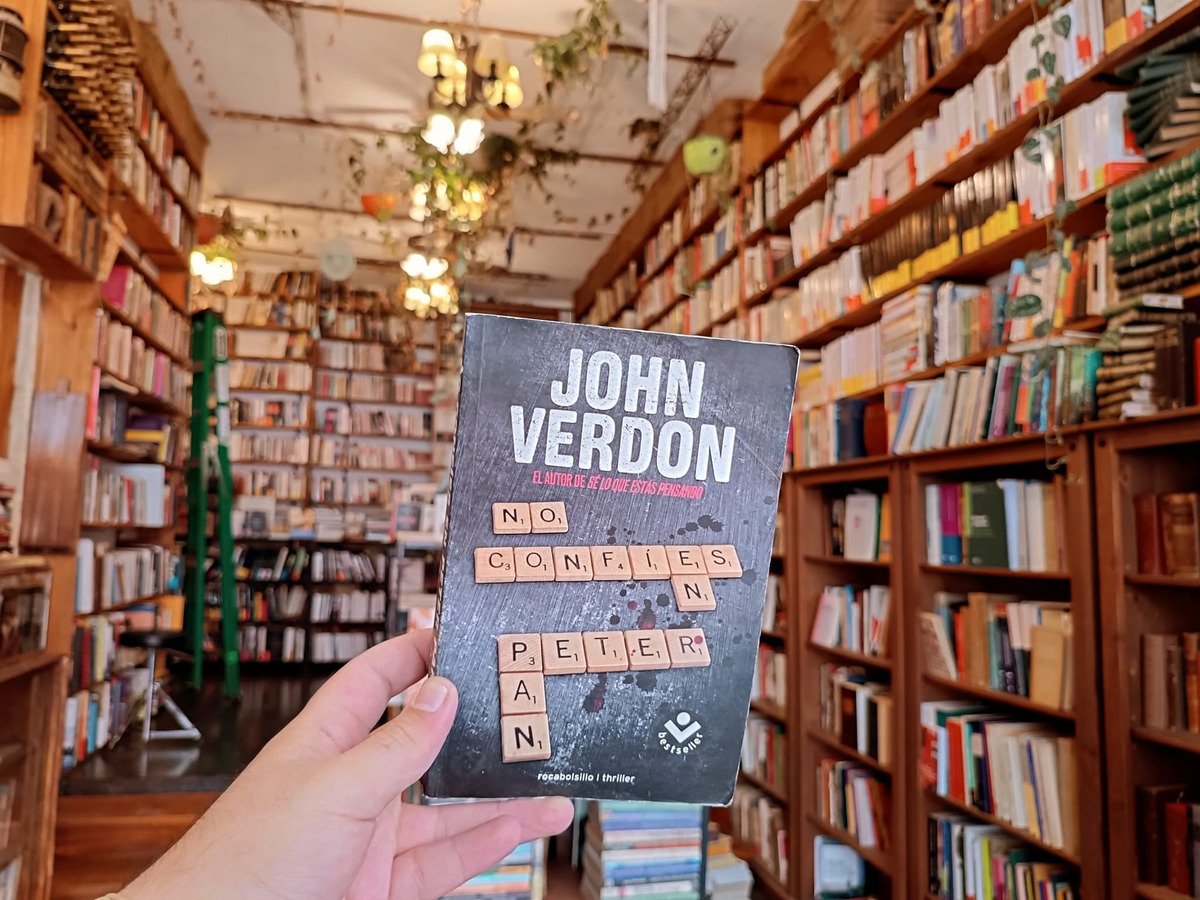 JOHN
VERDON
EL AUTOR DE SÉ LO QUE ESTÁS PENSANDO
NO
CONFÍES
EN
PETER
PAN
bestseller
rocabolsillo | thriller